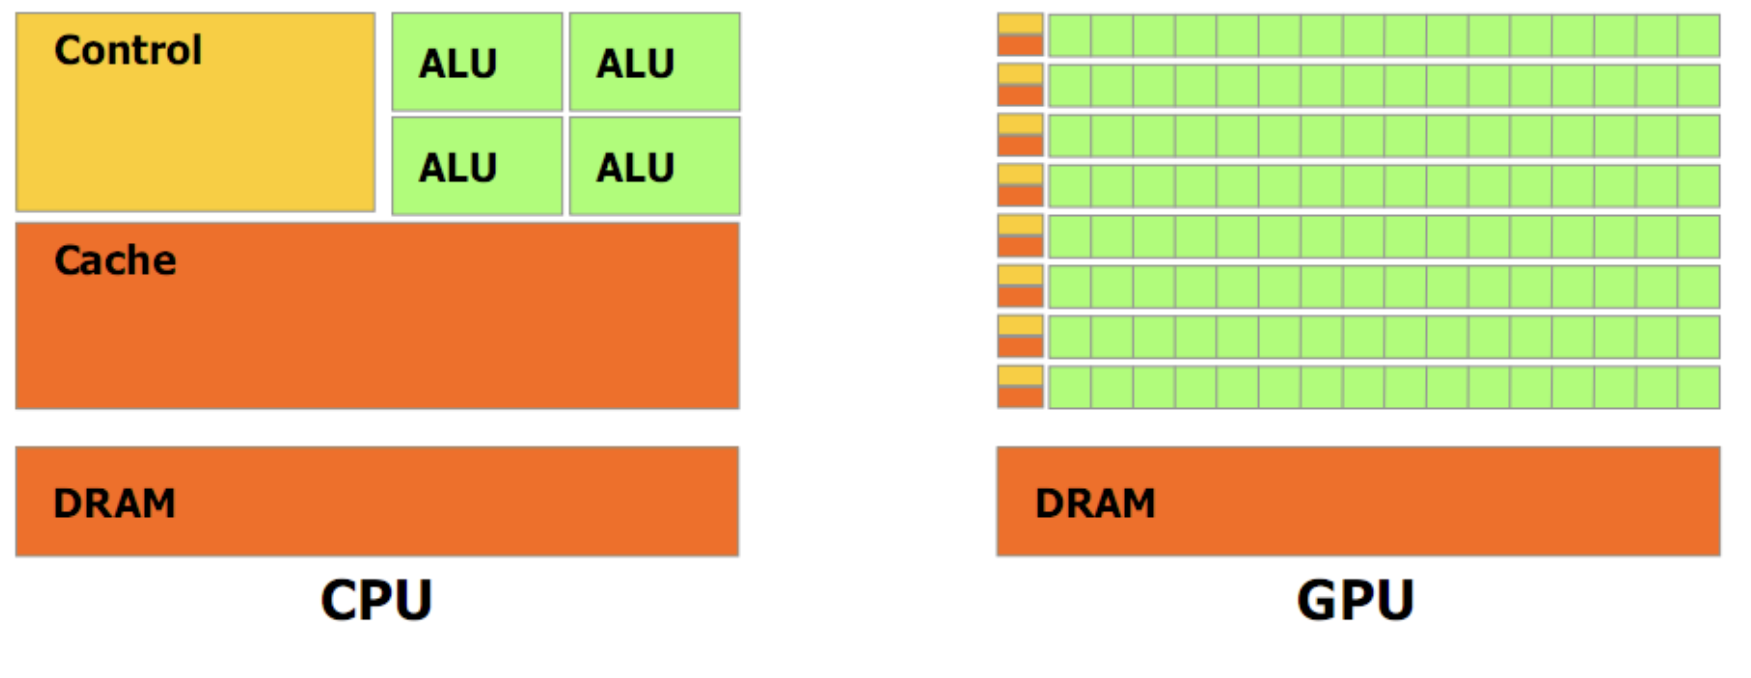 Control
ALU ALU
ALU ALU
Cache
DRAM
CPU
DRAM
GPU